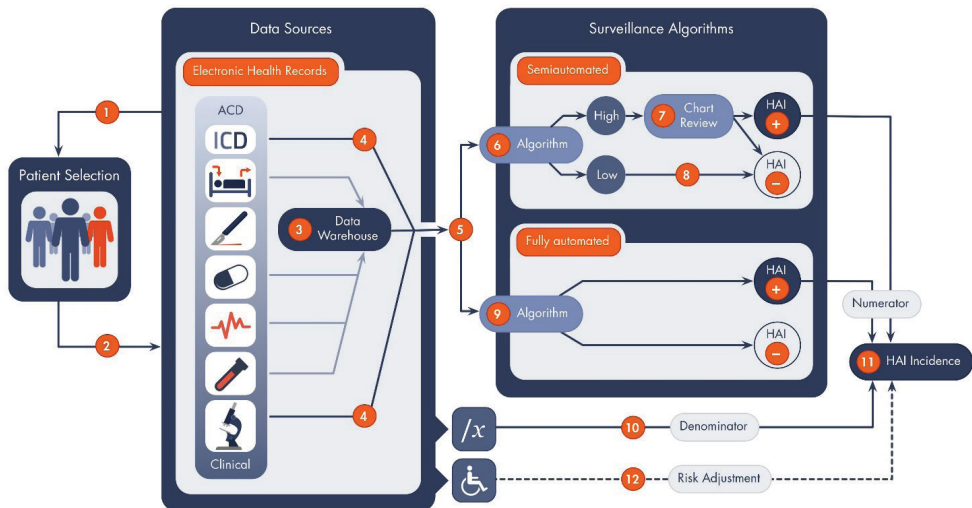 Data Sources
Surveillance Algorithms
Electronic Health Records
Semiautomated
ACD
1
ICD
4
High
7
Chart
Review
HAI
+
6
Algorithm
Patient Selection
Low
8
HAI
−
3
Data
Warehouse
5
Fully automated
HAI
+
9
Algorithm
Numerator
2
HAI
−
11
HAI Incidence
4
/x
10
Denominator
Clinical
12
Risk Adjustment